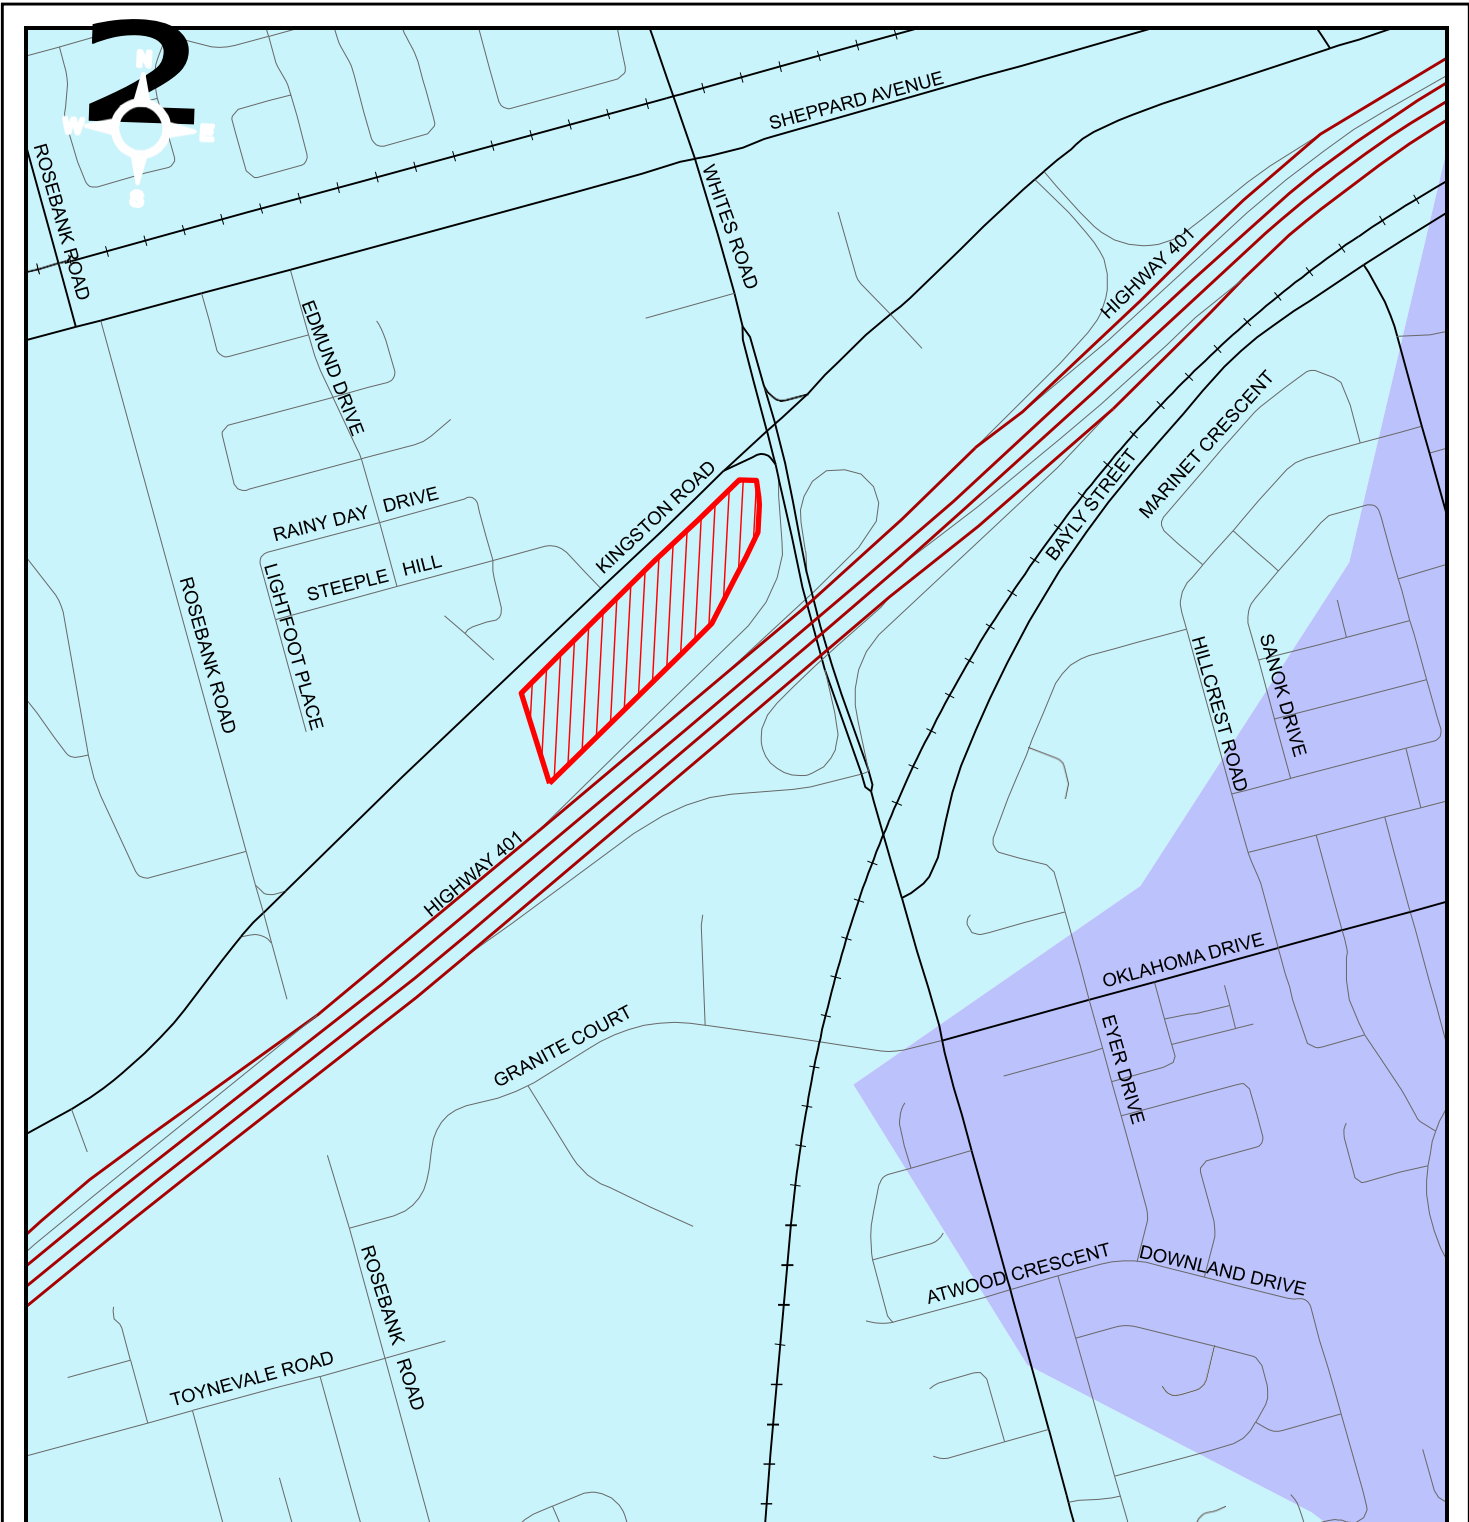 2
N
W
E
S
SHEPPARD AVENUE
ROSEBANK ROAD
WHITES ROAD
HIGHWAY 401
EDMUND DRIVE
MARINET CRESCENT
BAYLY STREET
KINGSTON ROAD
RAINY DAY DRIVE
STEEPLE HILL
LIGHTFOOT PLACE
ROSEBANK ROAD
HILLCREST ROAD
SANOK DRIVE
HIGHWAY 401
OKLAHOMA DRIVE
GRANITE COURT
EYER DRIVE
ATWOOD CRESCENT
DOWNLAND DRIVE
ROSEBANK ROAD
TOYNEVALE ROAD